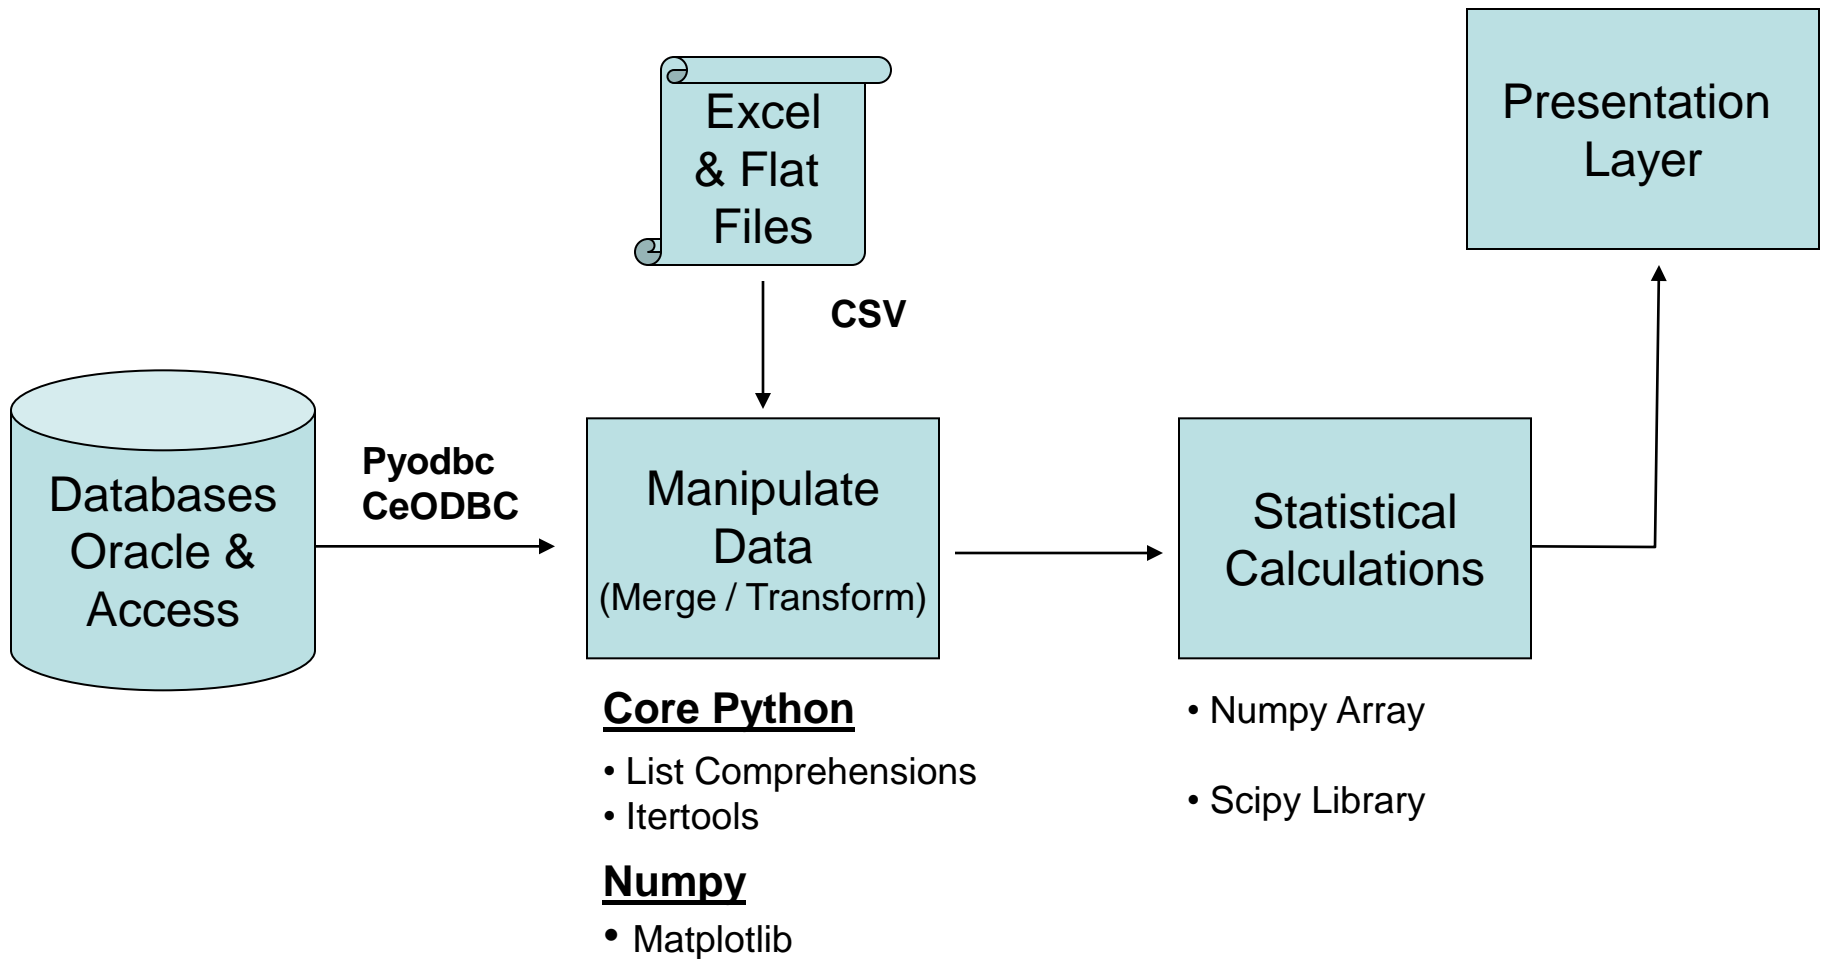 Excel
& Flat
Files
Presentation
Layer
CSV
Databases
Oracle &
Access
Pyodbc
CeODBC
Manipulate
Data
(Merge / Transform)
Statistical
Calculations
Core Python
• List Comprehensions
• Itertools
Numpy
• Matplotlib
• Numpy Array
• Scipy Library